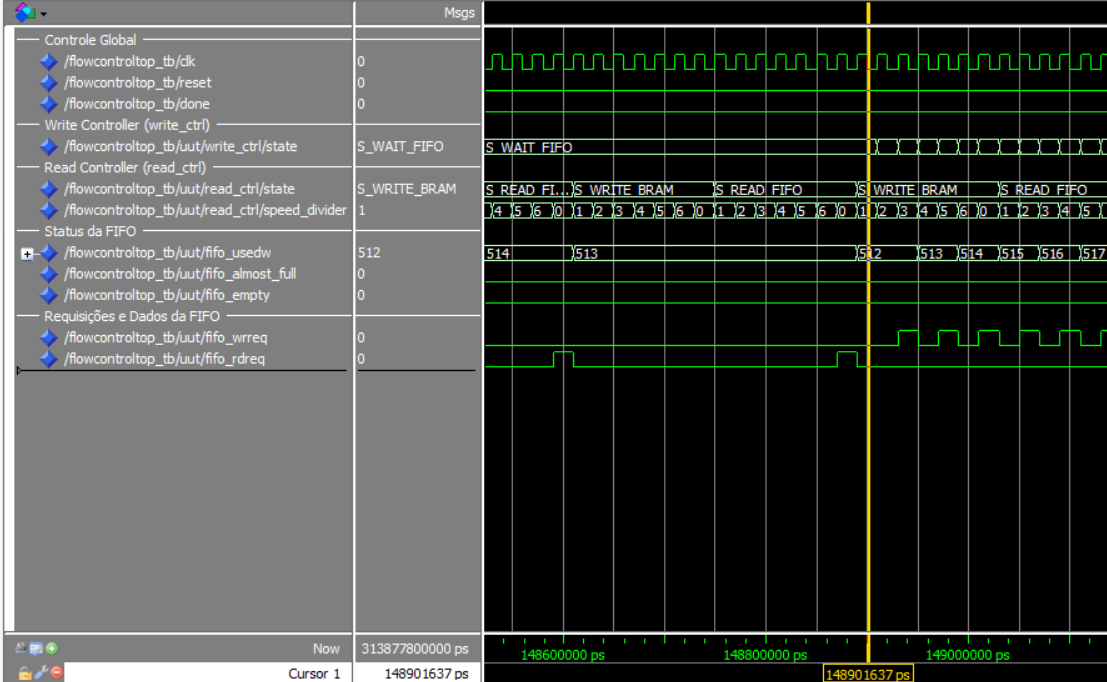 Msgs
Controle Global
/flowcontroltop_tb/clk 0
/flowcontroltop_tb/reset 0
/flowcontroltop_tb/done 0
Write Controller (write_ctrl)
/flowcontroltop_tb/uut/write_ctrl/state S_WAIT_FIFO S_WAIT_FIFO
Read Controller (read_ctrl)
/flowcontroltop_tb/uut/read_ctrl/state S_WRITE_BRAM S_READ_FI... S_WRITE_BRAM S_READ_FIFO S_WRITE_BRAM S_READ_FIFO
/flowcontroltop_tb/uut/read_ctrl/speed_divider 1 4 5 6 0 1 2 3 4 5 6 0 1 2 3 4 5 6 0 1 2 3 4 5 6 0 1 2 3 4 5
Status da FIFO
/flowcontroltop_tb/uut/fifo_usedw 512 514 513 512 513 514 515 516 517
/flowcontroltop_tb/uut/fifo_almost_full 0
/flowcontroltop_tb/uut/fifo_empty 0
Requisições e Dados da FIFO
/flowcontroltop_tb/uut/fifo_wrreq 0
/flowcontroltop_tb/uut/fifo_rdreq 0
Now 313877800000 ps 148600000 ps 148800000 ps 149000000 ps
Cursor 1 148901637 ps 148901637 ps